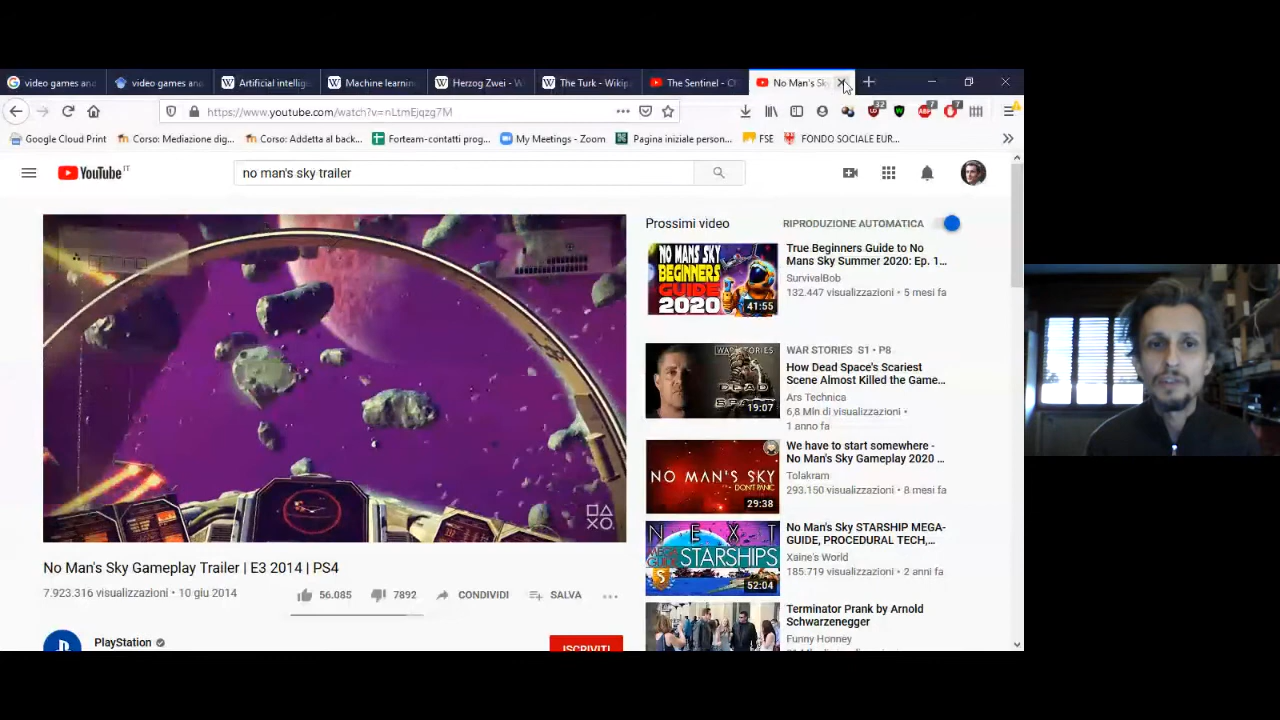 video games and
video games and
Artificial intellig
Machine learnin
Herzog Zwei - W
The Turk - Wikip
The Sentinel - C
No Man's Sk
https://www.youtube.com/watch?v=nLtmEjqzg7M
32
7
7
Google Cloud Print
Corso: Mediazione dig...
Corso: Addetta al back...
Forteam-contatti prog...
My Meetings - Zoom
Pagina iniziale person...
FSE
FONDO SOCIALE EUR...
YouTube IT
no man's sky trailer
Prossimi video
RIPRODUZIONE AUTOMATICA
NO MANS SKY
BEGINNERS
GUIDE
2020
41:55
True Beginners Guide to No
Mans Sky Summer 2020: Ep. 1...
SurvivalBob
132.447 visualizzazioni • 5 mesi fa
WAR STORIES
DEAD
SPACE
19:07
WAR STORIES S1 • P8
How Dead Space's Scariest
Scene Almost Killed the Game...
Ars Technica
6,8 Mln di visualizzazioni •
1 anno fa
NO MAN'S SKY
DON'T PANIC
29:38
We have to start somewhere -
No Man's Sky Gameplay 2020 ...
Tolakram
293.150 visualizzazioni • 8 mesi fa
NEXT
STARSHIPS
52:04
No Man's Sky STARSHIP MEGA-
GUIDE, PROCEDURAL TECH,...
Xaine's World
185.719 visualizzazioni • 2 anni fa
Terminator Prank by Arnold
Schwarzenegger
Funny Honney
No Man's Sky Gameplay Trailer | E3 2014 | PS4
7.923.316 visualizzazioni • 10 giu 2014
56.085
7892
CONDIVIDI
SALVA
PlayStation
ISCRIVITI